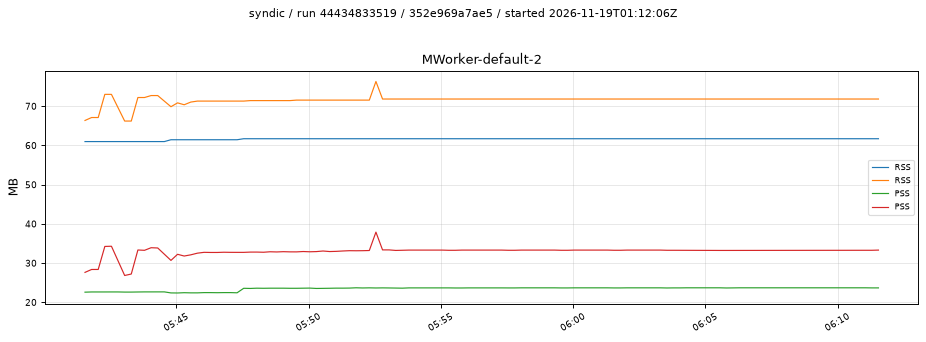 syndic / run 44434833519 / 352e969a7ae5 / started 2026-11-19T01:12:06Z
MWorker-default-2
MB
70
60
50
40
30
20
RSS
RSS
PSS
PSS
05:45
05:50
05:55
06:00
06:05
06:10